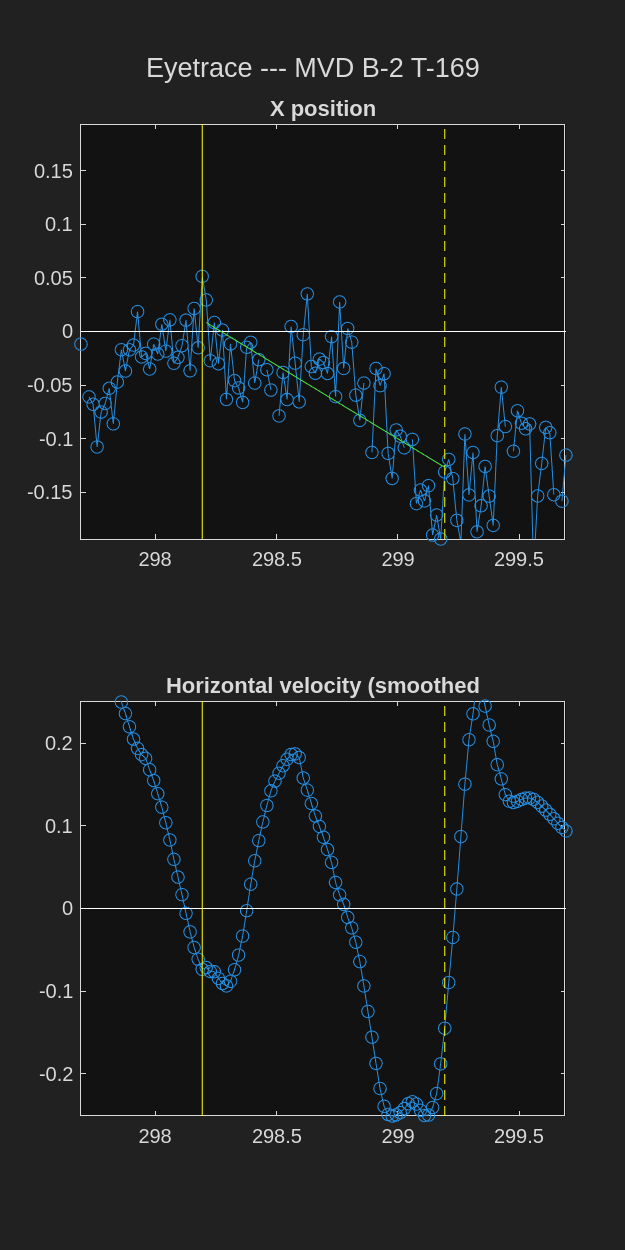 Eyetrace --- MVD B-2 T-169
X position
0.15
0.1
0.05
0
-0.05
-0.1
-0.15
298 298.5 299 299.5
Horizontal velocity (smoothed
0.2
0.1
0
-0.1
-0.2
298 298.5 299 299.5